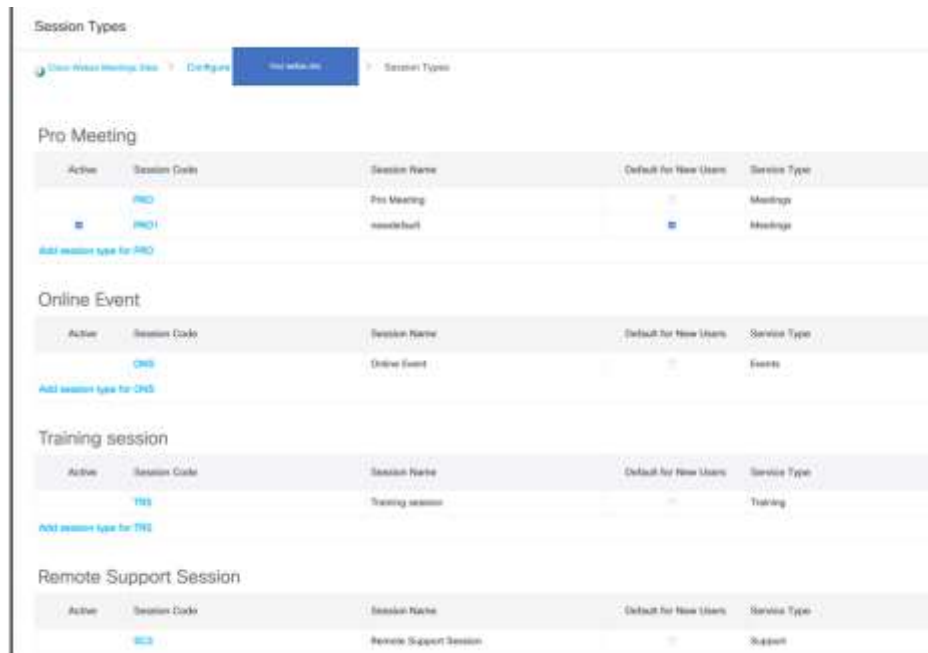 Session Types
Cisco Webex Meetings Sites > Configure > Session Types
Pro Meeting
Active Session Code Session Name Default for New Users Service Type
PRO Pro Meeting Meetings
PRO1 newdefault Meetings
Add session type for PRO
Online Event
Active Session Code Session Name Default for New Users Service Type
ONS Online Event Events
Add session type for ONS
Training session
Active Session Code Session Name Default for New Users Service Type
TRS Training session Training
Add session type for TRS
Remote Support Session
Active Session Code Session Name Default for New Users Service Type
Remote Support Session Support